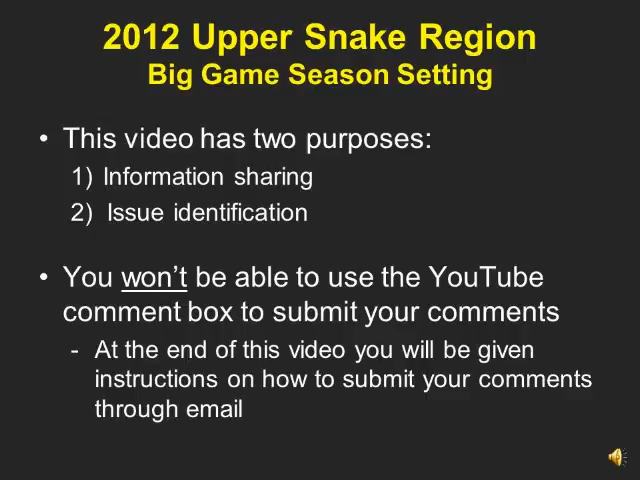 2012 Upper Snake Region
Big Game Season Setting
• This video has two purposes:
1) Information sharing
2) Issue identification
• You won't be able to use the YouTube
comment box to submit your comments
- At the end of this video you will be given
instructions on how to submit your comments
through email